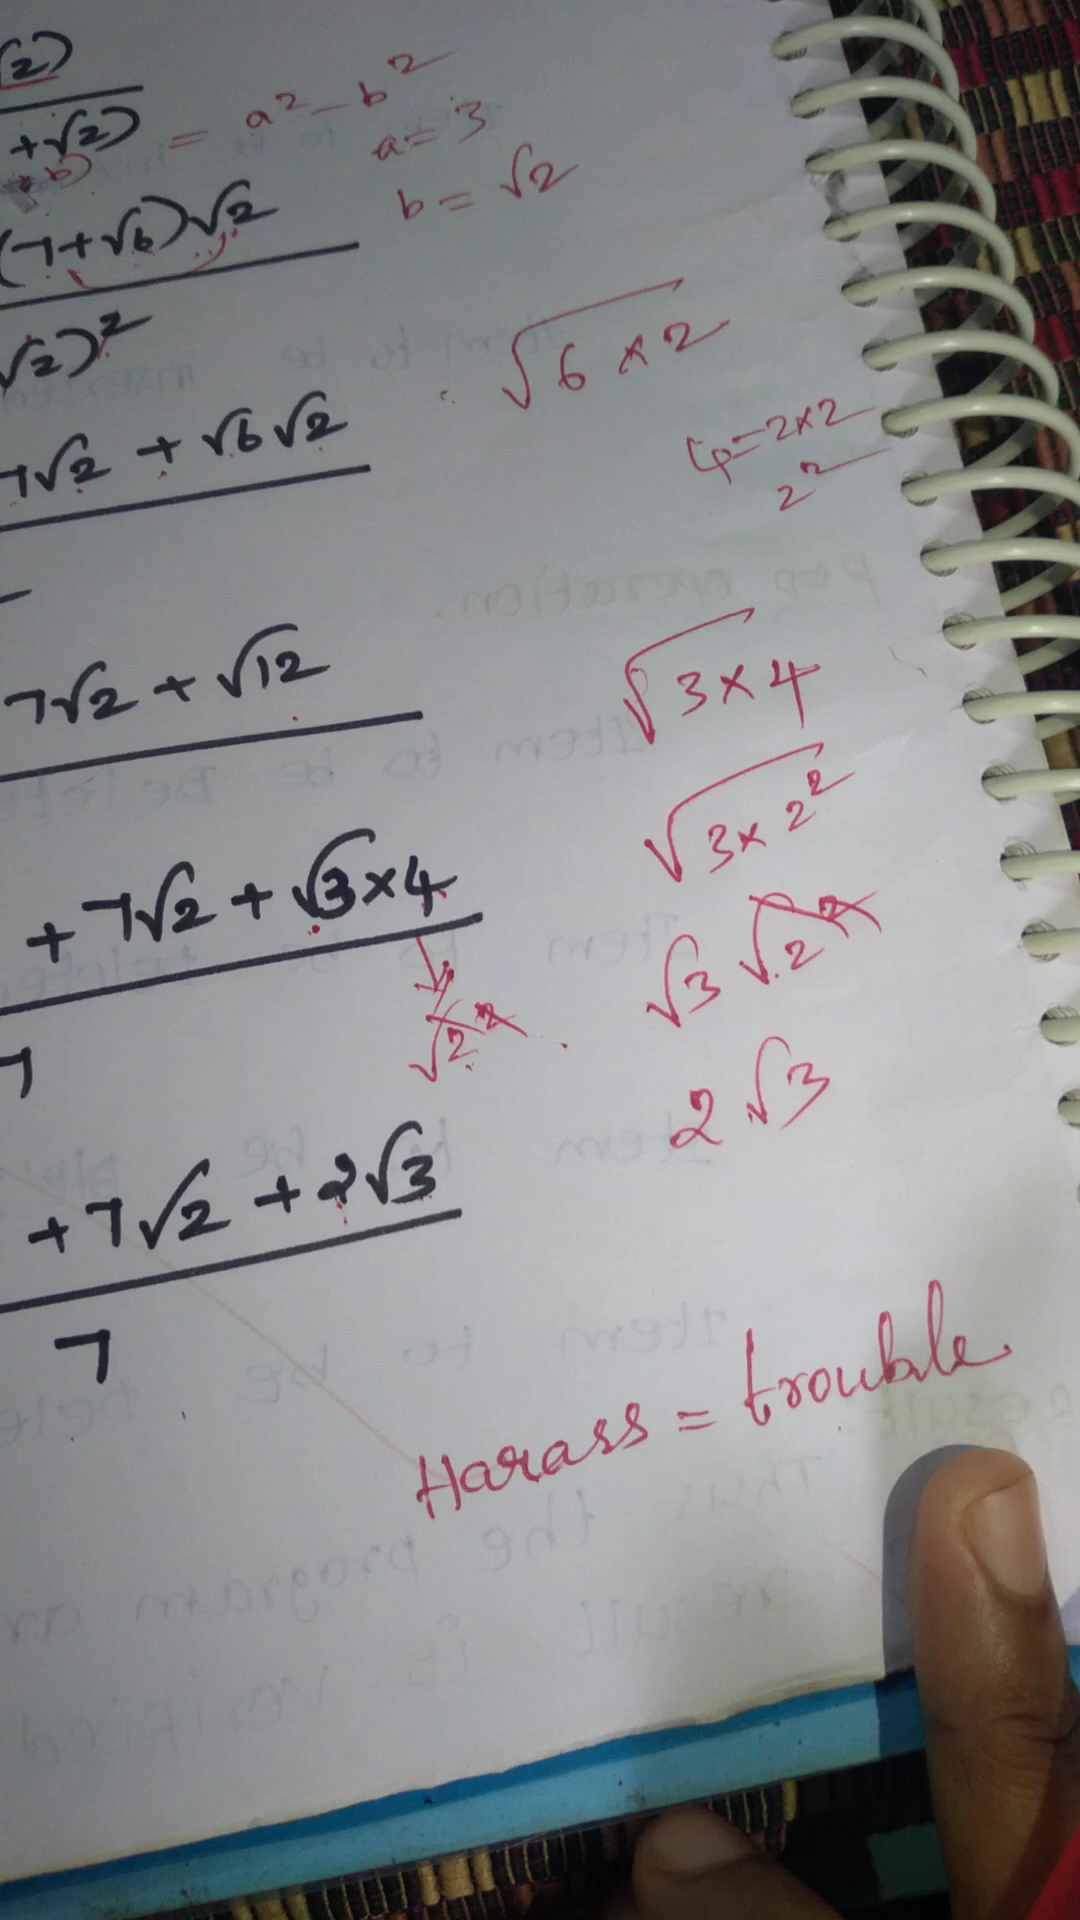 √2)
+√2) = a² - b²
+ b)
a = 3
(7+√6)√2
b = √2
√2)²
√6 × 2
7√2 + √6√2
4 = 2×2
2²
7√2 + √12
√3×4
√3×2²
+ 7√2 + √3×4
√2²
√3 √2²
7
2√3
+ 7√2 + 2√3
7
Harass = trouble